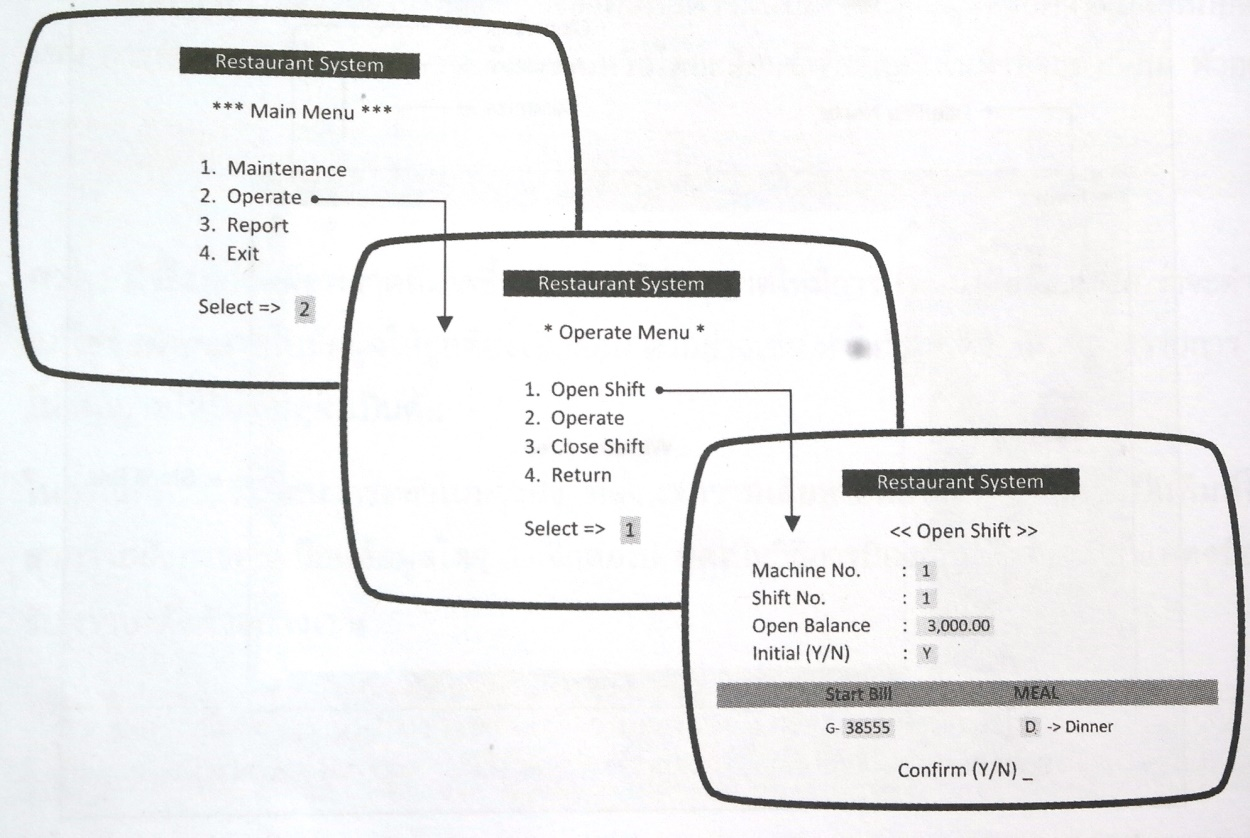 Restaurant System
*** Main Menu ***
1. Maintenance
2. Operate
3. Report
4. Exit
Select => 2
Restaurant System
* Operate Menu *
1. Open Shift
2. Operate
3. Close Shift
4. Return
Select => 1
Restaurant System
<< Open Shift >>
Machine No. : 1
Shift No. : 1
Open Balance : 3,000.00
Initial (Y/N) : Y
Start Bill MEAL
G- 38555 D -> Dinner
Confirm (Y/N) _